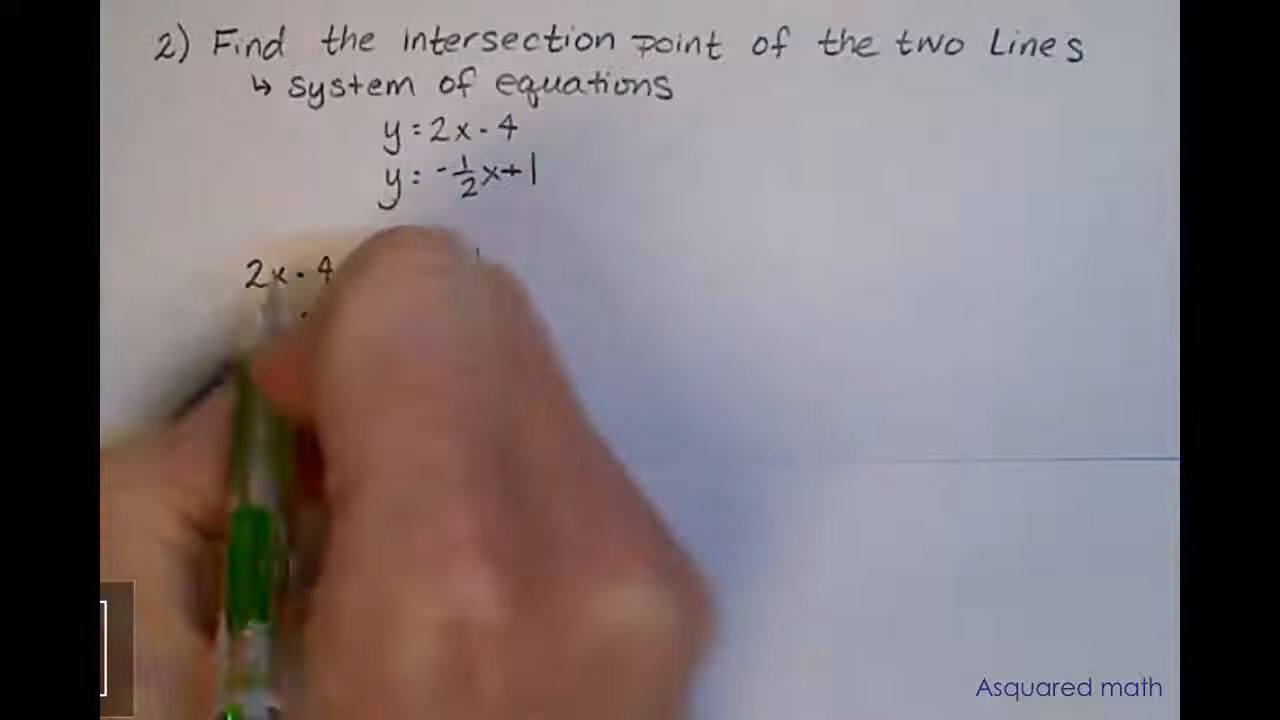 2) Find the intersection point of the two Lines
↳ system of equations
y = 2x - 4
y = -1/2 x + 1
2x - 4
Asquared math